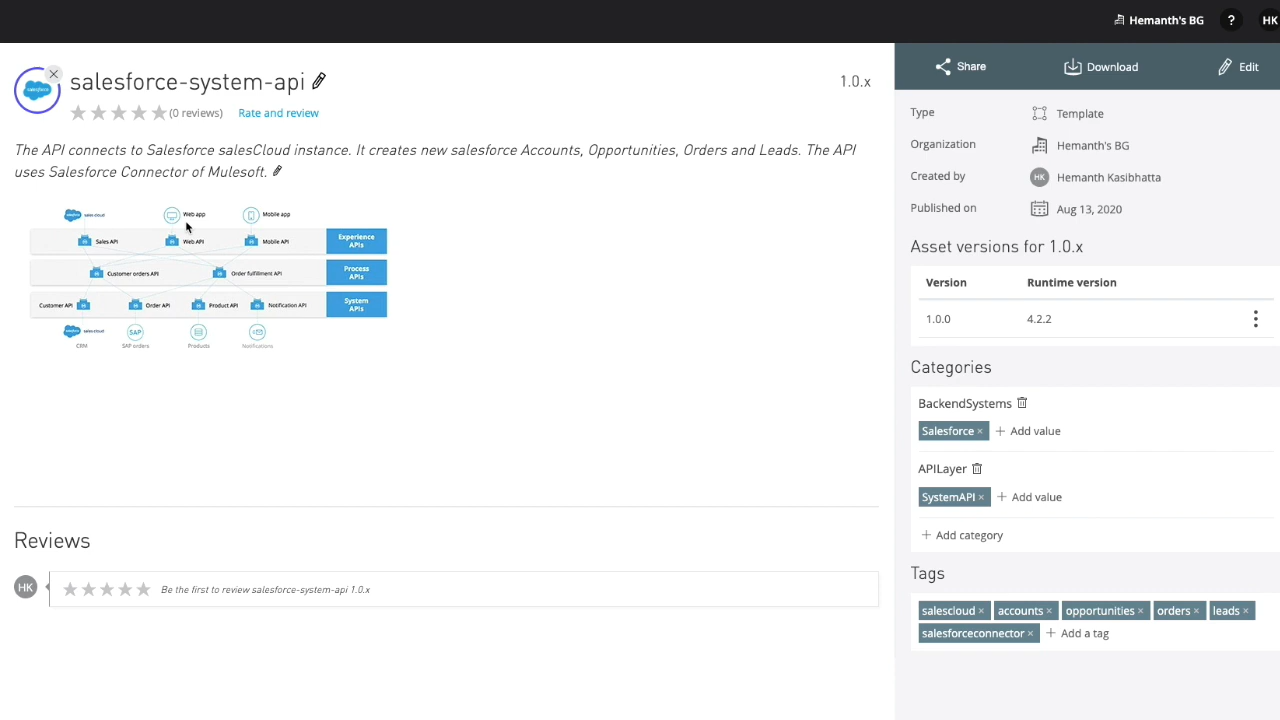 Hemanth's BG ? HK
salesforce-system-api
1.0.x
(0 reviews) Rate and review
The API connects to Salesforce salesCloud instance. It creates new salesforce Accounts, Opportunities, Orders and Leads. The API
uses Salesforce Connector of Mulesoft.
salesforce sales cloud Web app Mobile app
Sales API Web API Mobile API Experience
APIs
Customer orders API Order fulfillment API Process
APIs
Customer API Order API Product API Notification API System
APIs
salesforce sales cloud SAP
CRM SAP orders Products Notifications
Reviews
HK Be the first to review salesforce-system-api 1.0.x
Share Download Edit
Type Template
Organization Hemanth's BG
Created by HK Hemanth Kasibhatta
Published on Aug 13, 2020
Asset versions for 1.0.x
Version Runtime version
1.0.0 4.2.2
Categories
BackendSystems
Salesforce × + Add value
APILayer
SystemAPI × + Add value
+ Add category
Tags
salescloud × accounts × opportunities × orders × leads ×
salesforceconnector × + Add a tag